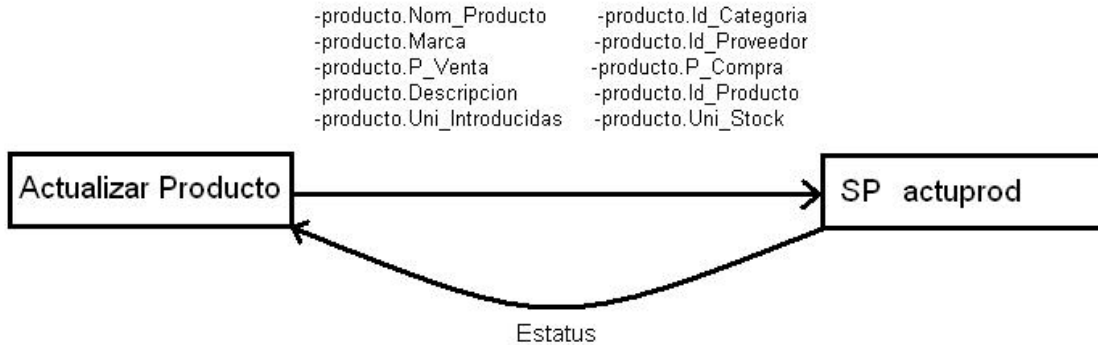 -producto.Nom_Producto -producto.Id_Categoria
-producto.Marca -producto.Id_Proveedor
-producto.P_Venta -producto.P_Compra
-producto.Descripcion -producto.Id_Producto
-producto.Uni_Introducidas -producto.Uni_Stock
Actualizar Producto SP actuprod
Estatus